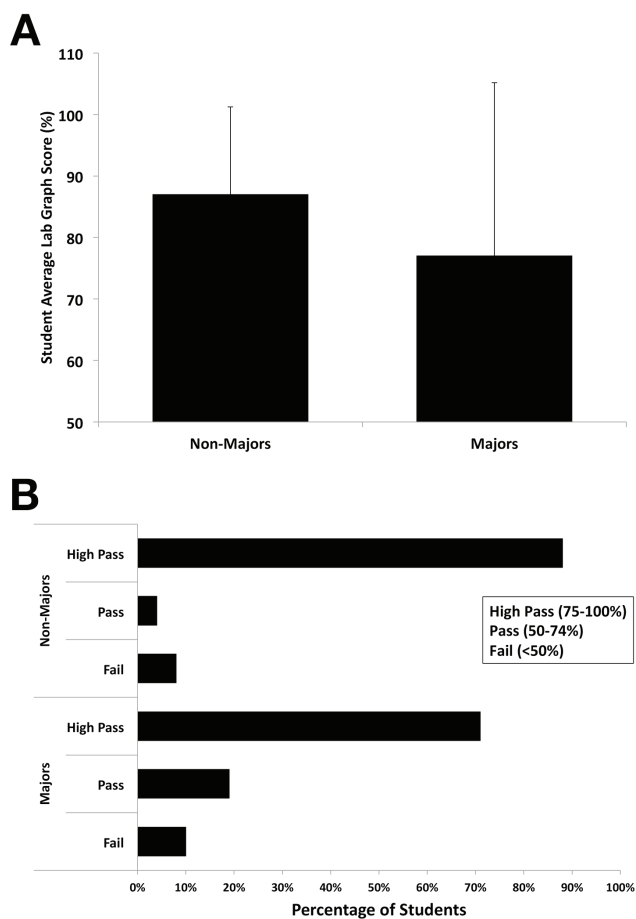 A
110
100
90
80
70
60
50
Student Average Lab Graph Score (%)
Non-Majors
Majors
B
Non-Majors
High Pass
Pass
Fail
Majors
High Pass
Pass
Fail
High Pass (75-100%)
Pass (50-74%)
Fail (<50%)
0% 10% 20% 30% 40% 50% 60% 70% 80% 90% 100%
Percentage of Students